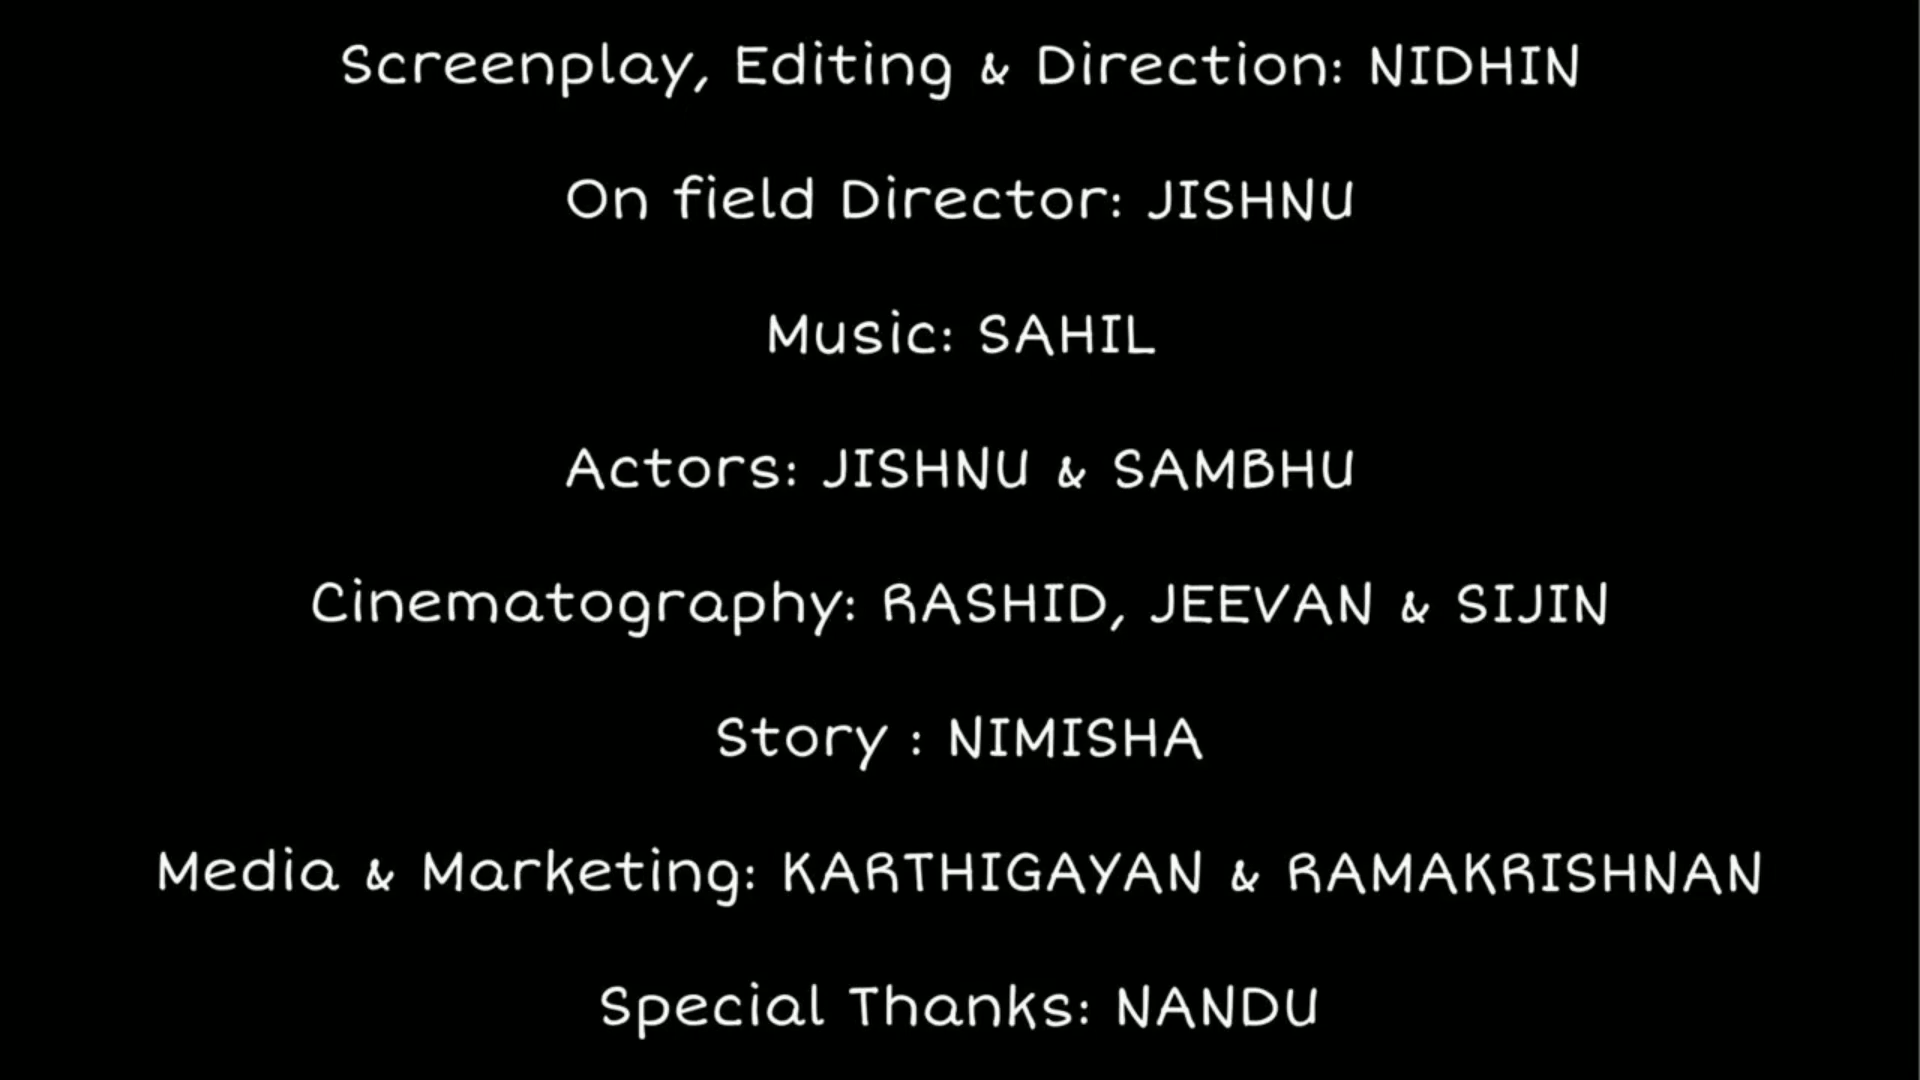 Screenplay, Editing & Direction: NIDHIN
On field Director: JISHNU
Music: SAHIL
Actors: JISHNU & SAMBHU
Cinematography: RASHID, JEEVAN & SIJIN
Story : NIMISHA
Media & Marketing: KARTHIGAYAN & RAMAKRISHNAN
Special Thanks: NANDU